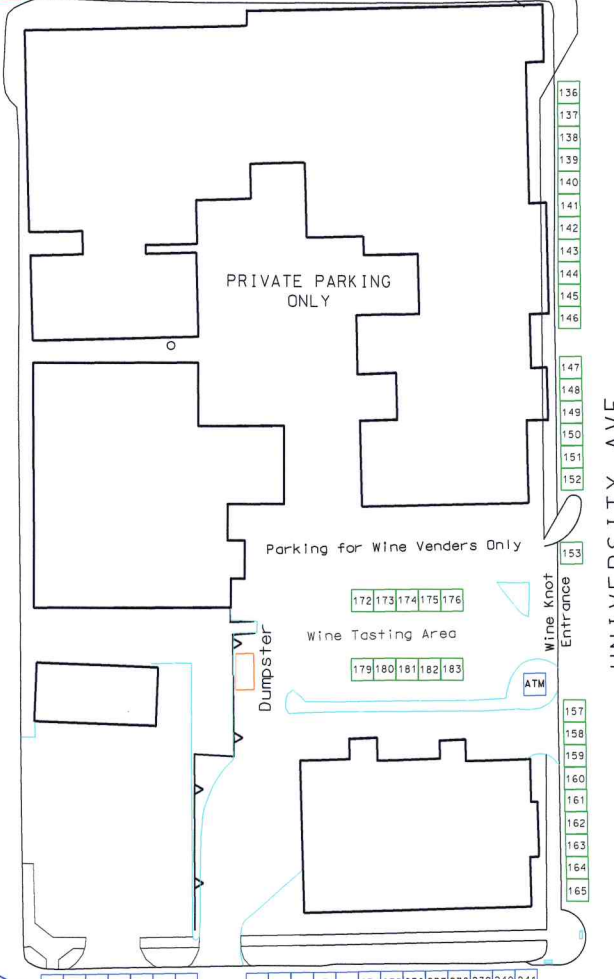 136
137
138
139
140
141
142
143
144
145
146
PRIVATE PARKING
ONLY
147
148
149
150
151
152
Parking for Wine Venders Only
153
172 173 174 175 176
Wine Tasting Area
Wine Knot
Entrance
179 180 181 182 183
Dumpster
ATM
157
158
159
160
161
162
163
164
165